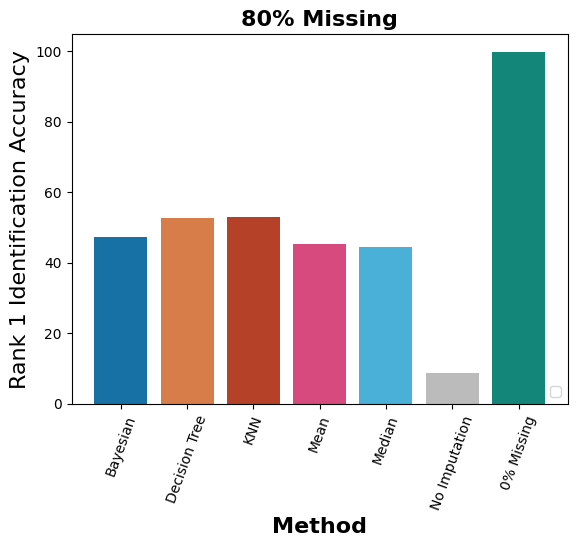 80% Missing
Rank 1 Identification Accuracy
100
80
60
40
20
0
Bayesian
Decision Tree
KNN
Mean
Median
No Imputation
0% Missing
Method